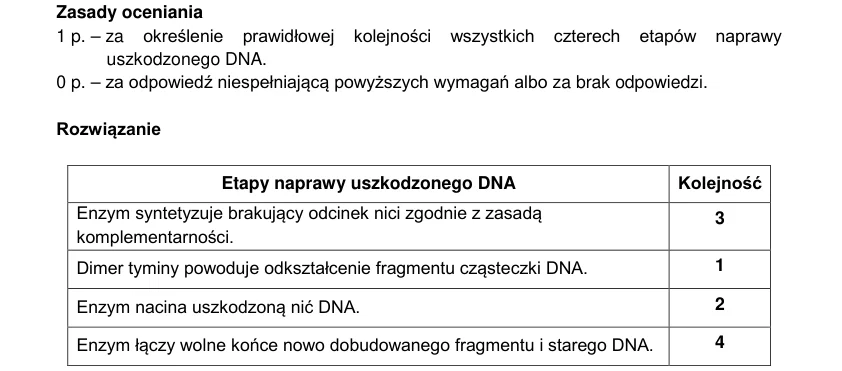 Zasady oceniania
1 p. – za określenie prawidłowej kolejności wszystkich czterech etapów naprawy
uszkodzonego DNA.
0 p. – za odpowiedź niespełniającą powyższych wymagań albo za brak odpowiedzi.
Rozwiązanie
Etapy naprawy uszkodzonego DNA Kolejność
Enzym syntetyzuje brakujący odcinek nici zgodnie z zasadą
komplementarności. 3
Dimer tyminy powoduje odkształcenie fragmentu cząsteczki DNA. 1
Enzym nacina uszkodzoną nić DNA. 2
Enzym łączy wolne końce nowo dobudowanego fragmentu i starego DNA. 4